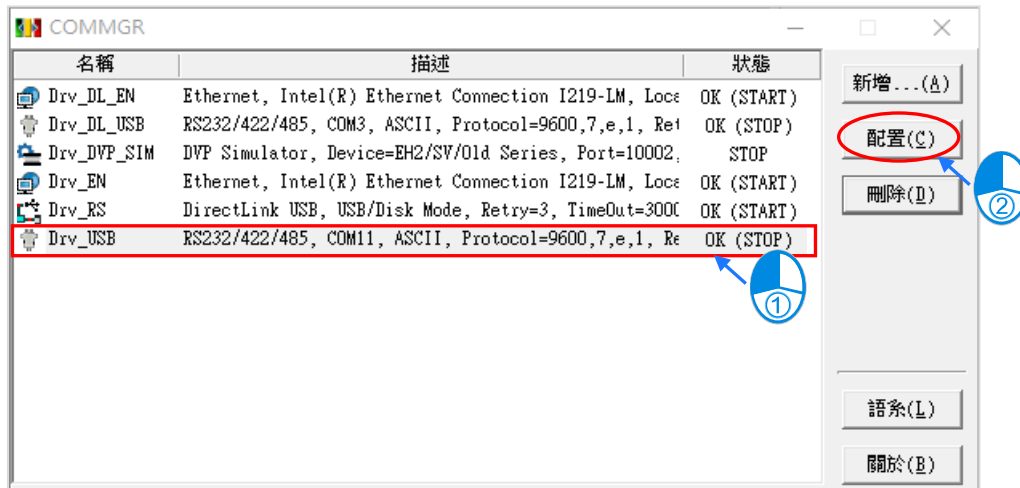 COMMGR
名稱 描述 狀態
Drv_DL_EN Ethernet, Intel(R) Ethernet Connection I219-LM, Loca OK (START)
Drv_DL_USB RS232/422/485, COM3, ASCII, Protocol=9600,7,e,1, Ret OK (STOP)
Drv_DVP_SIM DVP Simulator, Device=EH2/SV/Old Series, Port=10002, STOP
Drv_EN Ethernet, Intel(R) Ethernet Connection I219-LM, Loca OK (START)
Drv_RS DirectLink USB, USB/Disk Mode, Retry=3, TimeOut=3000 OK (START)
Drv_USB RS232/422/485, COM11, ASCII, Protocol=9600,7,e,1, Re OK (STOP)
新增...(A)
配置(C)
刪除(D)
②
①
語系(L)
關於(B)